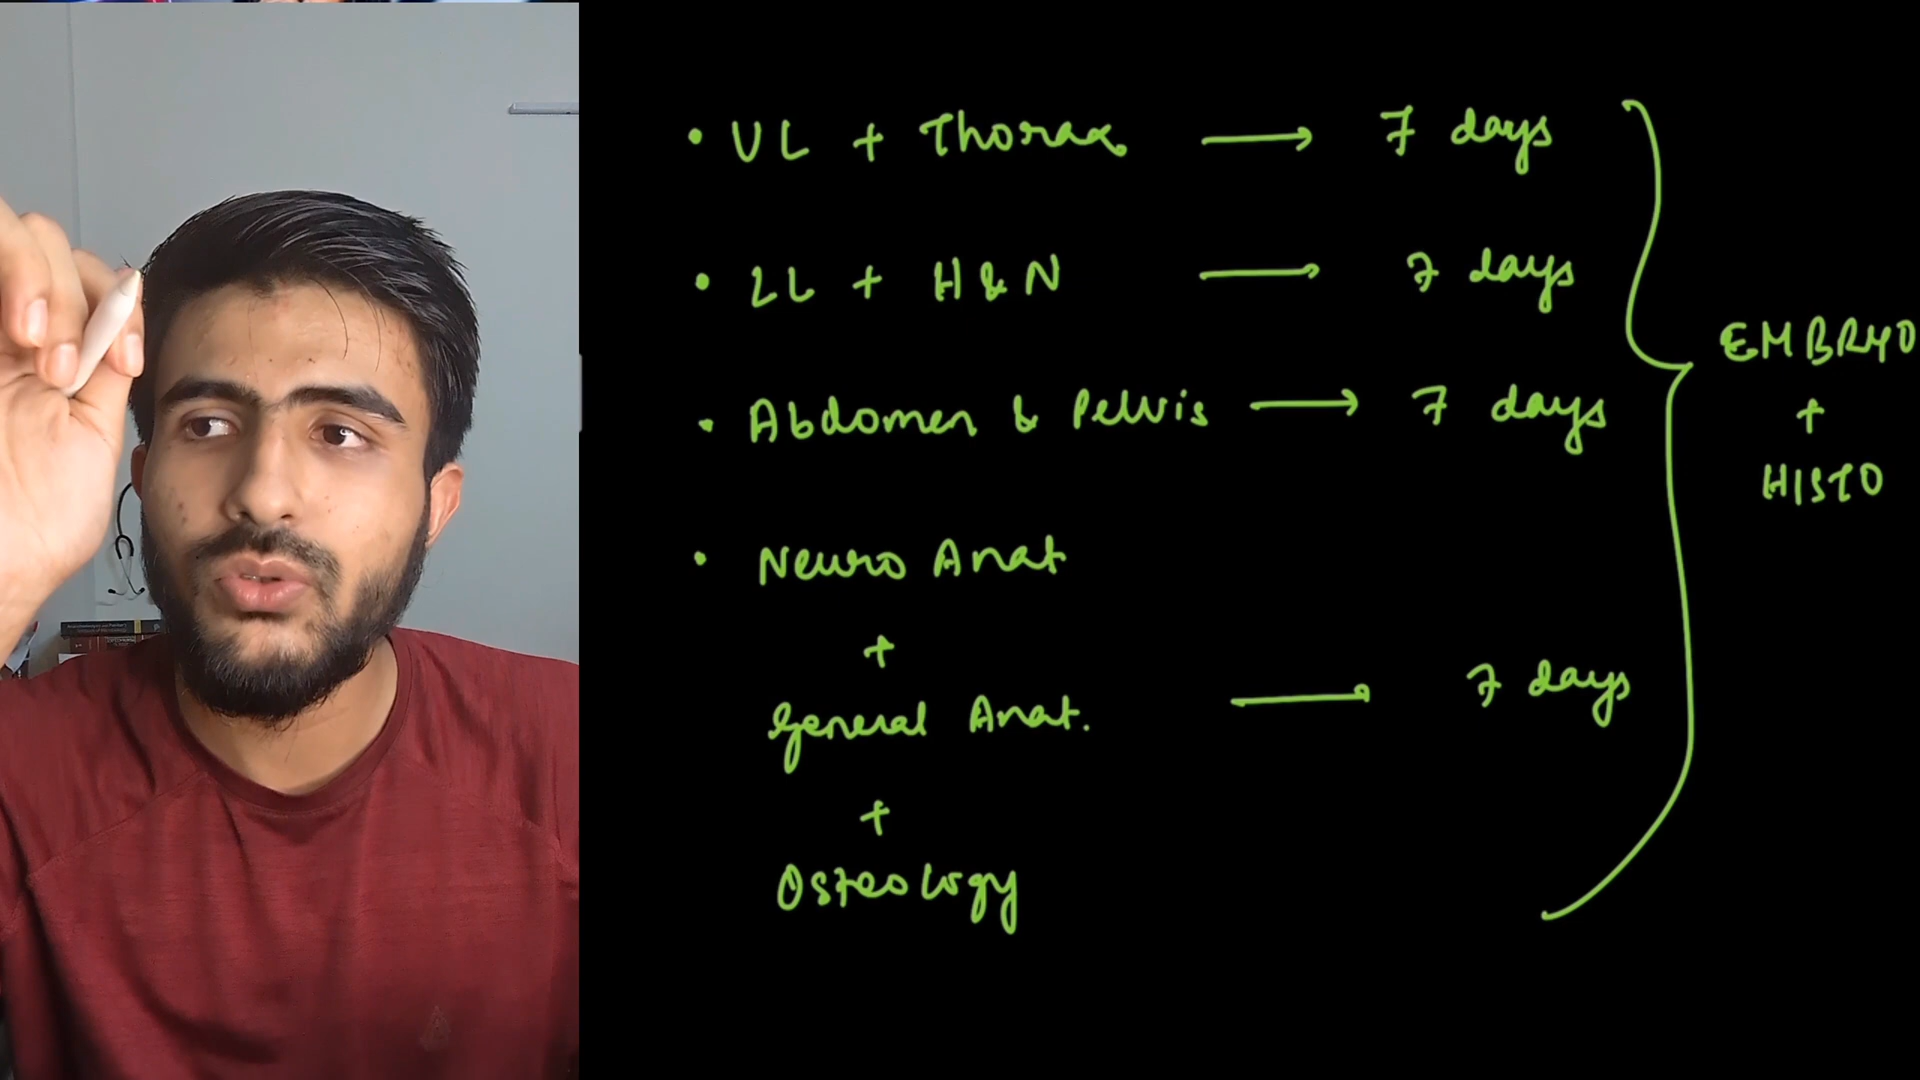 • UL + Thorax → 7 days
• LL + H&N → 7 days
• Abdomen & Pelvis → 7 days
• Neuro Anat
+
General Anat. → 7 days
+
Osteology
EMBRYO
+
HISTO